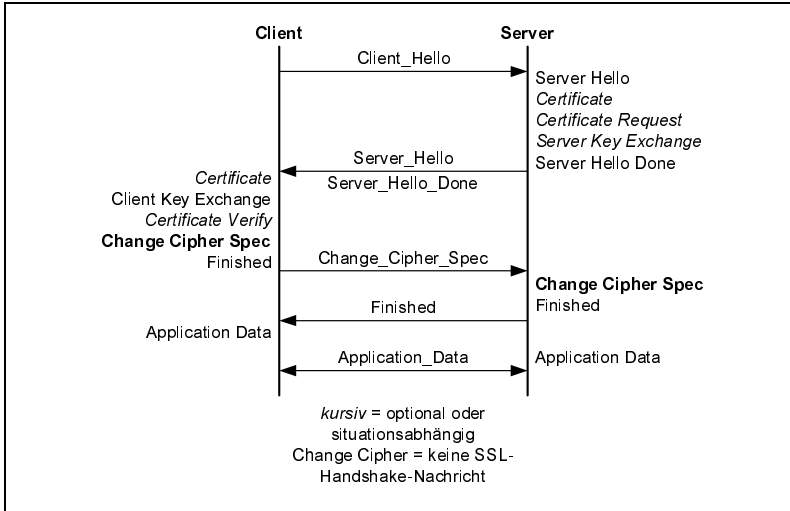 Client
Server
Client_Hello
Server Hello
Certificate
Certificate Request
Server Key Exchange
Server Hello Done
Server_Hello
Server_Hello_Done
Certificate
Client Key Exchange
Certificate Verify
Change Cipher Spec
Finished
Change_Cipher_Spec
Change Cipher Spec
Finished
Finished
Application Data
Application_Data
Application Data
kursiv = optional oder
situationsabhängig
Change Cipher = keine SSL-
Handshake-Nachricht